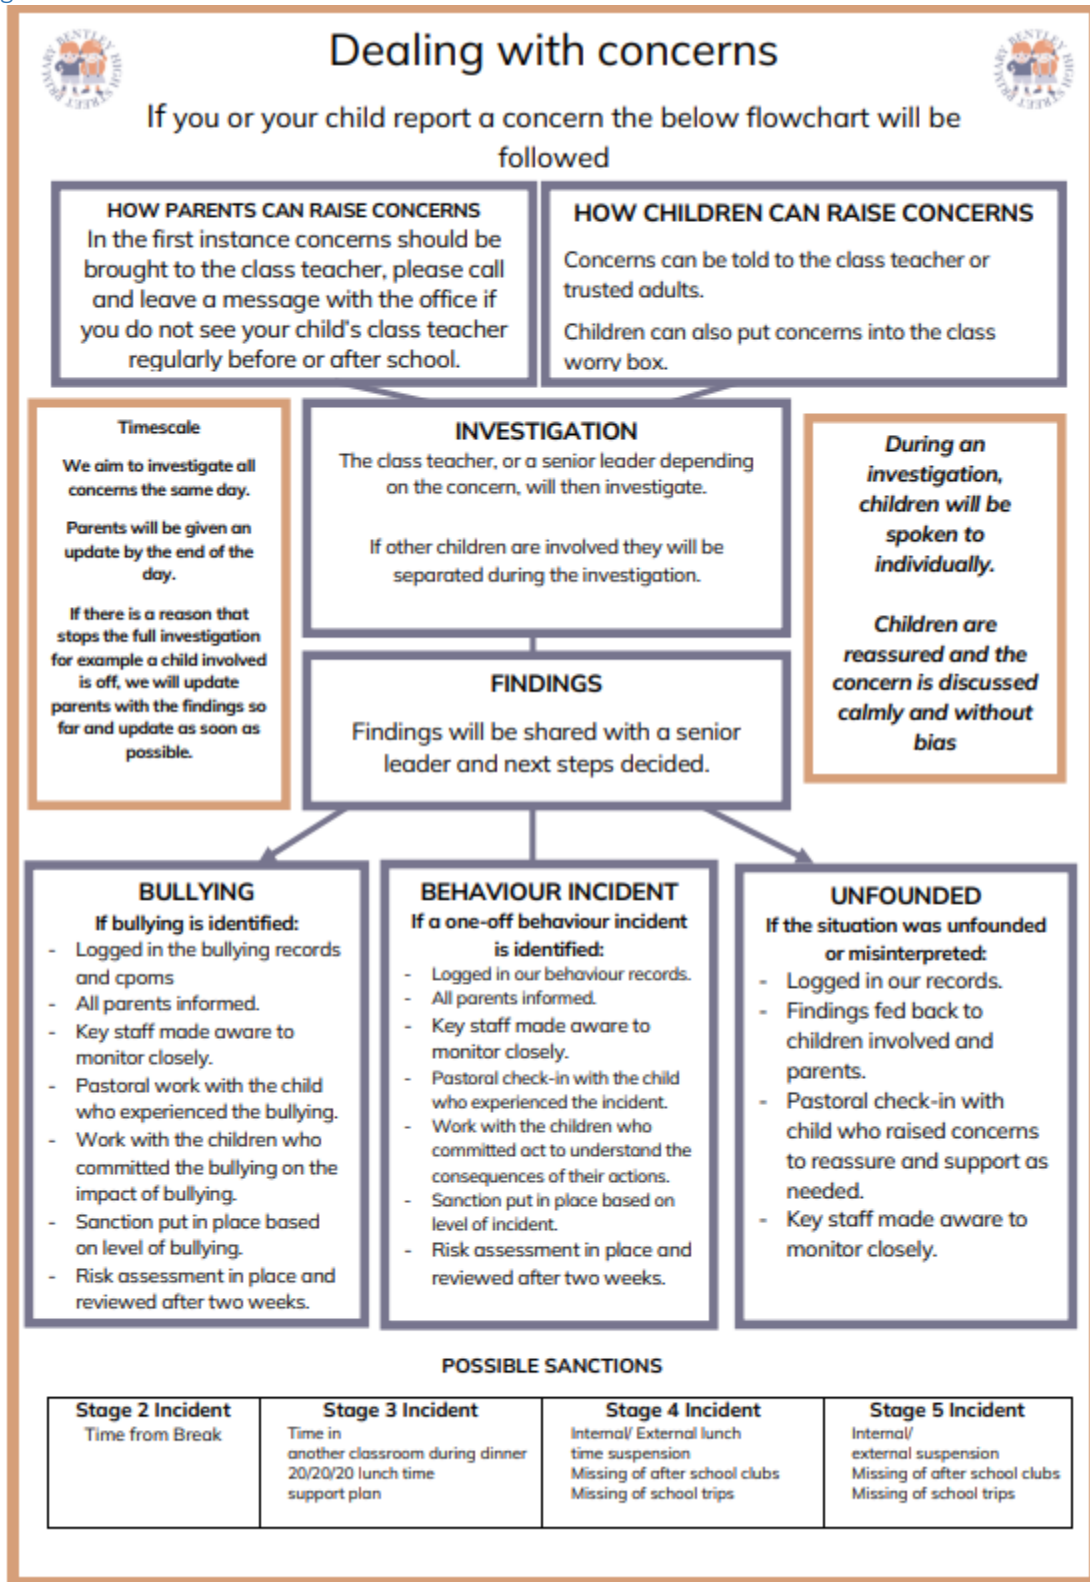 BENTLEY HIGH STREET PRIMARY
BENTLEY HIGH STREET PRIMARY
Dealing with concerns
If you or your child report a concern the below flowchart will be
followed
HOW PARENTS CAN RAISE CONCERNS
In the first instance concerns should be
brought to the class teacher, please call
and leave a message with the office if
you do not see your child's class teacher
regularly before or after school.
HOW CHILDREN CAN RAISE CONCERNS
Concerns can be told to the class teacher or
trusted adults.
Children can also put concerns into the class
worry box.
Timescale
We aim to investigate all
concerns the same day.
Parents will be given an
update by the end of the
day.
If there is a reason that
stops the full investigation
for example a child involved
is off, we will update
parents with the findings so
far and update as soon as
possible.
INVESTIGATION
The class teacher, or a senior leader depending
on the concern, will then investigate.
If other children are involved they will be
separated during the investigation.
During an
investigation,
children will be
spoken to
individually.
Children are
reassured and the
concern is discussed
calmly and without
bias
FINDINGS
Findings will be shared with a senior
leader and next steps decided.
BULLYING
If bullying is identified:
- Logged in the bullying records
and cpoms
- All parents informed.
- Key staff made aware to
monitor closely.
- Pastoral work with the child
who experienced the bullying.
- Work with the children who
committed the bullying on the
impact of bullying.
- Sanction put in place based
on level of bullying.
- Risk assessment in place and
reviewed after two weeks.
BEHAVIOUR INCIDENT
If a one-off behaviour incident
is identified:
- Logged in our behaviour records.
- All parents informed.
- Key staff made aware to
monitor closely.
- Pastoral check-in with the child
who experienced the incident.
- Work with the children who
committed act to understand the
consequences of their actions.
- Sanction put in place based on
level of incident.
- Risk assessment in place and
reviewed after two weeks.
UNFOUNDED
If the situation was unfounded
or misinterpreted:
- Logged in our records.
- Findings fed back to
children involved and
parents.
- Pastoral check-in with
child who raised concerns
to reassure and support as
needed.
- Key staff made aware to
monitor closely.
POSSIBLE SANCTIONS
Stage 2 Incident
Time from Break
Stage 3 Incident
Time in
another classroom during dinner
20/20/20 lunch time
support plan
Stage 4 Incident
Internal/ External lunch
time suspension
Missing of after school clubs
Missing of school trips
Stage 5 Incident
Internal/
external suspension
Missing of after school clubs
Missing of school trips